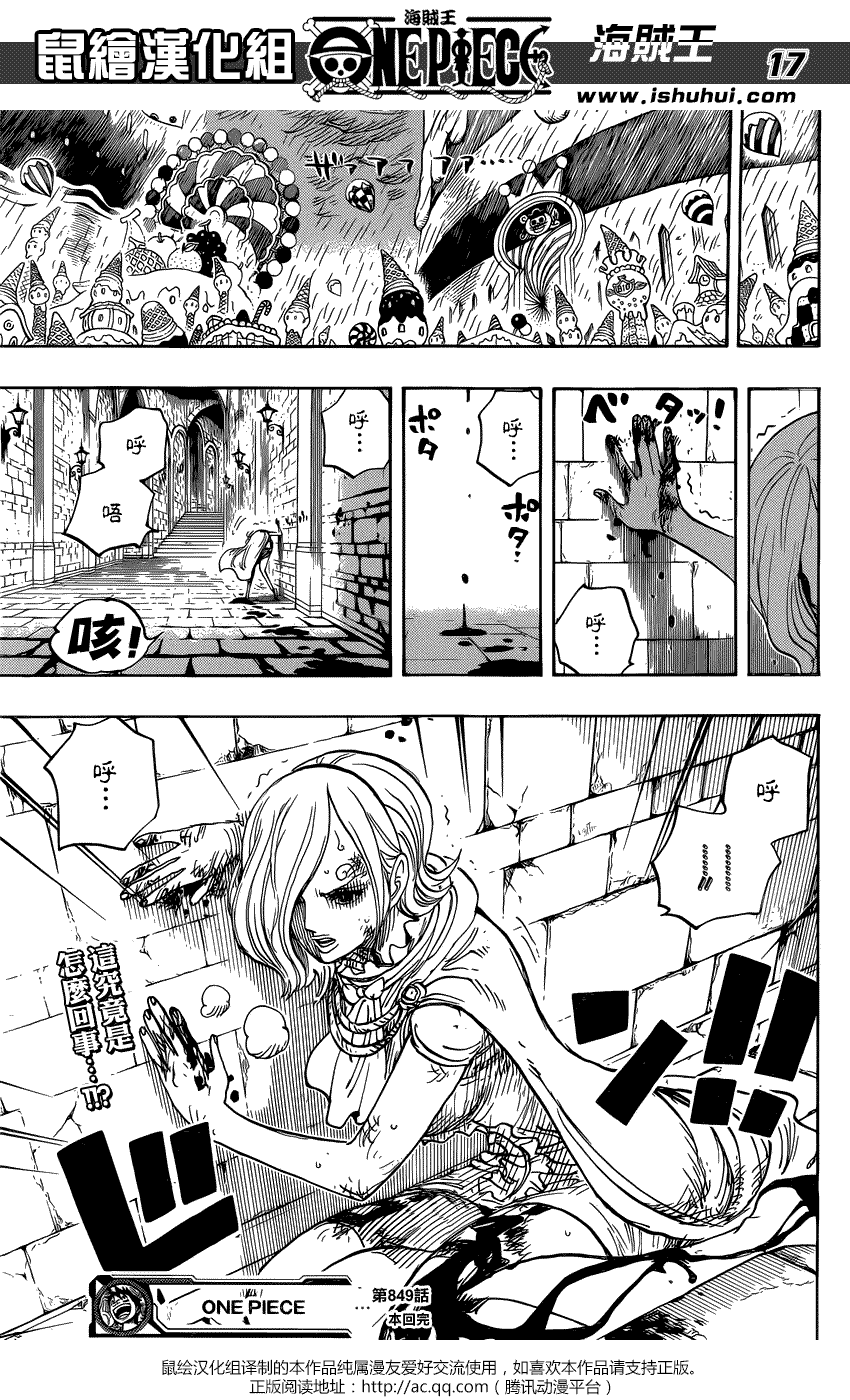 鼠繪漢化組
海賊王
ONE PIECE
海賊王
17
www.ishuhui.com
ザァァァァァ……
ベタッ!
呼…
呼…
ポタ
ポタ
呼…
呼
唔
咳!
呼
〃
呼…
這究竟是
怎麼回事…!?
ド!!!
ONE PIECE
…
第849話
本回完
鼠绘汉化组译制的本作品纯属漫友爱好交流使用，如喜欢本作品请支持正版。
正版阅读地址：http://ac.qq.com（腾讯动漫平台）